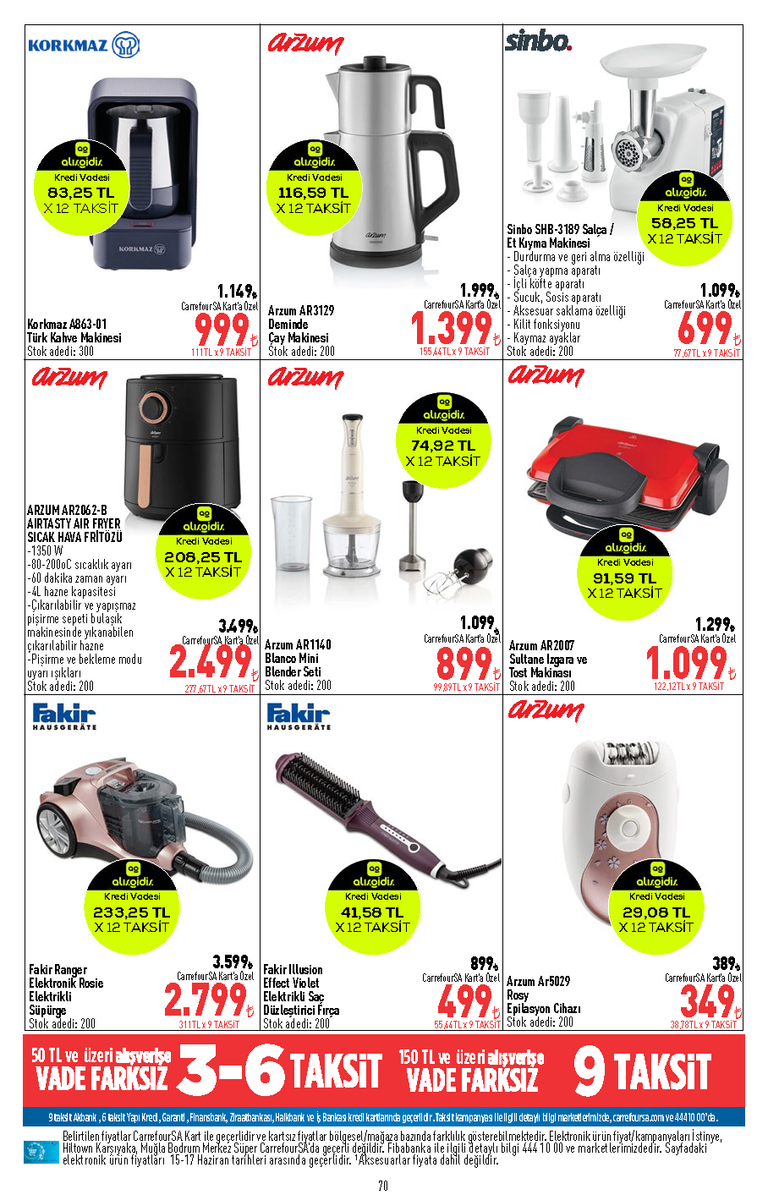 KORKMAZ
alışgidiş
Kredi Vadesi
83,25 TL
X 12 TAKSİT
KORKMAZ
1.149₺
CarrefourSA Kart'a Özel
Korkmaz A863-01
Türk Kahve Makinesi
Stok adedi: 300
999₺
111TL x 9 TAKSİT
arzum
alışgidiş
Kredi Vadesi
116,59 TL
X 12 TAKSİT
1.999₺
CarrefourSA Kart'a Özel
Arzum AR3129
Deminde
Çay Makinesi
Stok adedi: 200
1.399₺
155,44TL x 9 TAKSİT
sinbo.
alışgidiş
Kredi Vadesi
58,25 TL
X 12 TAKSİT
Sinbo SHB-3189 Salça /
Et Kıyma Makinesi
- Durdurma ve geri alma özelliği
- Salça yapma aparatı
- İçli köfte aparatı
- Sucuk, Sosis aparatı
- Aksesuar saklama özelliği
- Kilit fonksiyonu
- Kaymaz ayaklar
Stok adedi: 200
1.099₺
CarrefourSA Kart'a Özel
699₺
77,67TL x 9 TAKSİT
arzum
alışgidiş
Kredi Vadesi
208,25 TL
X 12 TAKSİT
ARZUM AR2062-B
AIRTASTY AIR FRYER
SICAK HAVA FRİTÖZÜ
-1350 W
-80-200oC sıcaklık ayarı
-60 dakika zaman ayarı
-4L hazne kapasitesi
-Çıkarılabilir ve yapışmaz
pişirme sepeti bulaşık
makinesinde yıkanabilen
çıkarılabilir hazne
-Pişirme ve bekleme modu
uyarı ışıkları
Stok adedi: 200
3.499₺
CarrefourSA Kart'a Özel
2.499₺
277,67TL x 9 TAKSİT
arzum
alışgidiş
Kredi Vadesi
74,92 TL
X 12 TAKSİT
1.099₺
CarrefourSA Kart'a Özel
Arzum AR1140
Blanco Mini
Blender Seti
Stok adedi: 200
899₺
99,89TL x 9 TAKSİT
arzum
alışgidiş
Kredi Vadesi
91,59 TL
X 12 TAKSİT
1.299₺
CarrefourSA Kart'a Özel
Arzum AR2007
Sultane Izgara ve
Tost Makinası
Stok adedi: 200
1.099₺
122,12TL x 9 TAKSİT
Fakir
HAUSGERÄTE
alışgidiş
Kredi Vadesi
233,25 TL
X 12 TAKSİT
3.599₺
CarrefourSA Kart'a Özel
Fakir Ranger
Elektronik Rosie
Elektrikli
Süpürge
Stok adedi: 200
2.799₺
311TL x 9 TAKSİT
Fakir
HAUSGERÄTE
alışgidiş
Kredi Vadesi
41,58 TL
X 12 TAKSİT
899₺
CarrefourSA Kart'a Özel
Fakir Illusion
Effect Violet
Elektrikli Saç
Düzleştirici Fırça
Stok adedi: 200
499₺
55,44TL x 9 TAKSİT
arzum
alışgidiş
Kredi Vadesi
29,08 TL
X 12 TAKSİT
389₺
CarrefourSA Kart'a Özel
Arzum Ar5029
Rosy
Epilasyon Cihazı
Stok adedi: 200
349₺
38,78TL x 9 TAKSİT
50 TL ve üzeri alışverişe
VADE FARKSIZ 3-6 TAKSİT
150 TL ve üzeri alışverişe
VADE FARKSIZ 9 TAKSİT
9 taksit Akbank , 6 taksit Yapı Kredi, Garanti , Finansbank, Ziraatbankası, Halkbank ve İş Bankası kredi kartlarında geçerlidir. Taksit kampanyası ile ilgili detaylı bilgi marketlerimizde, carrefoursa.com ve 444 10 00'da.
Belirtilen fiyatlar CarrefourSA Kart ile geçerlidir ve kartsız fiyatlar bölgesel/mağaza bazında farklılık gösterebilmektedir. Elektronik ürün fiyat/kampanyaları İstinye,
Hiltown Karşıyaka, Muğla Bodrum Merkez Süper CarrefourSA'da geçerli değildir. Fibabanka ile ilgili detaylı bilgi 444 10 00 ve marketlerimizdedir. Sayfadaki
elektronik ürün fiyatları 15-17 Haziran tarihleri arasında geçerlidir. ¹Aksesuarlar fiyata dahil değildir.
70